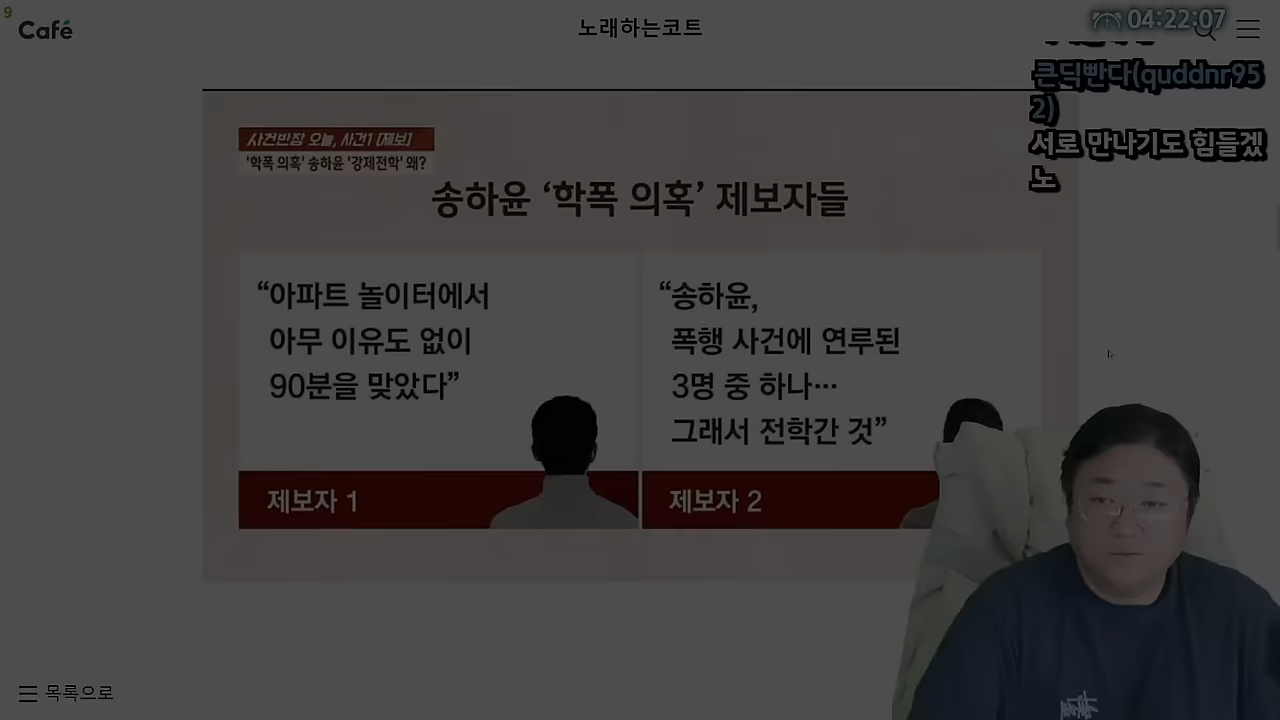 9
Café
노래하는코트
04:22:07
큰딕빤다(quddnr95
2)
서로 만나기도 힘들겠
노
사건반장 오늘, 사건1 [제보]
'학폭 의혹' 송하윤 '강제전학' 왜?
송하윤 ‘학폭 의혹’ 제보자들
“아파트 놀이터에서
아무 이유도 없이
90분을 맞았다”
제보자 1
“송하윤,
폭행 사건에 연루된
3명 중 하나…
그래서 전학간 것”
제보자 2
목록으로